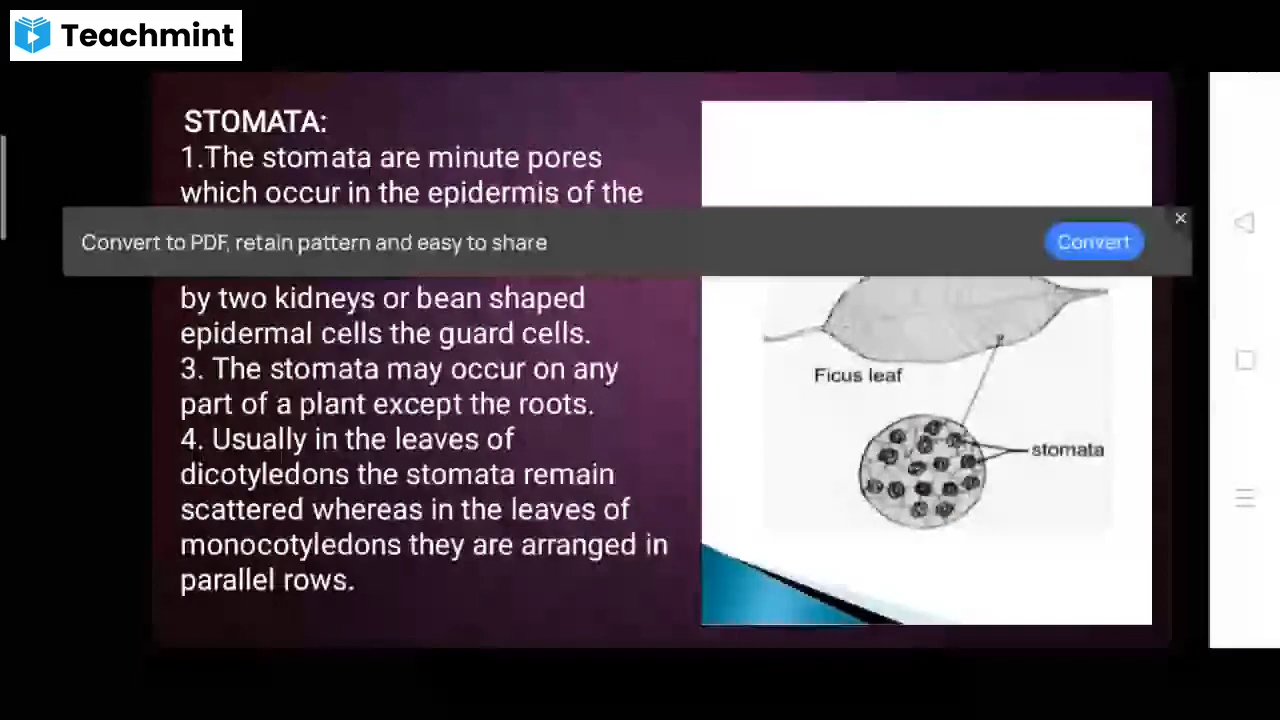 Teachmint
STOMATA:
1.The stomata are minute pores
which occur in the epidermis of the
Convert to PDF, retain pattern and easy to share
Convert
by two kidneys or bean shaped
epidermal cells the guard cells.
3. The stomata may occur on any
part of a plant except the roots.
4. Usually in the leaves of
dicotyledons the stomata remain
scattered whereas in the leaves of
monocotyledons they are arranged in
parallel rows.
Ficus leaf
stomata